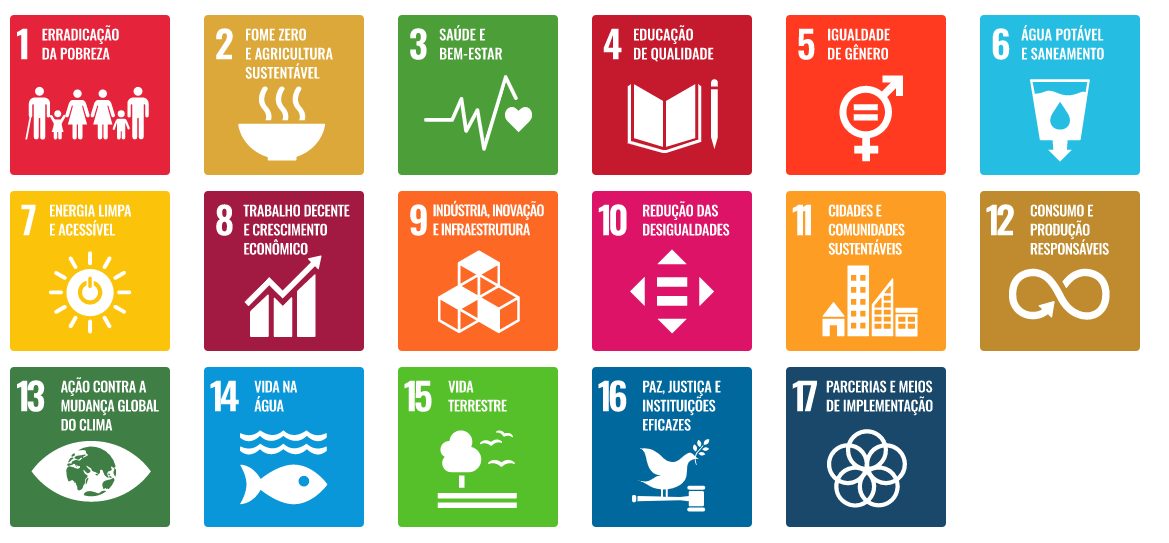 1 ERRADICAÇÃO
DA POBREZA
2 FOME ZERO
E AGRICULTURA
SUSTENTÁVEL
3 SAÚDE E
BEM-ESTAR
4 EDUCAÇÃO
DE QUALIDADE
5 IGUALDADE
DE GÊNERO
6 ÁGUA POTÁVEL
E SANEAMENTO
7 ENERGIA LIMPA
E ACESSÍVEL
8 TRABALHO DECENTE
E CRESCIMENTO
ECONÔMICO
9 INDÚSTRIA, INOVAÇÃO
E INFRAESTRUTURA
10 REDUÇÃO DAS
DESIGUALDADES
11 CIDADES E
COMUNIDADES
SUSTENTÁVEIS
12 CONSUMO E
PRODUÇÃO
RESPONSÁVEIS
13 AÇÃO CONTRA A
MUDANÇA GLOBAL
DO CLIMA
14 VIDA NA
ÁGUA
15 VIDA
TERRESTRE
16 PAZ, JUSTIÇA E
INSTITUIÇÕES
EFICAZES
17 PARCERIAS E MEIOS
DE IMPLEMENTAÇÃO